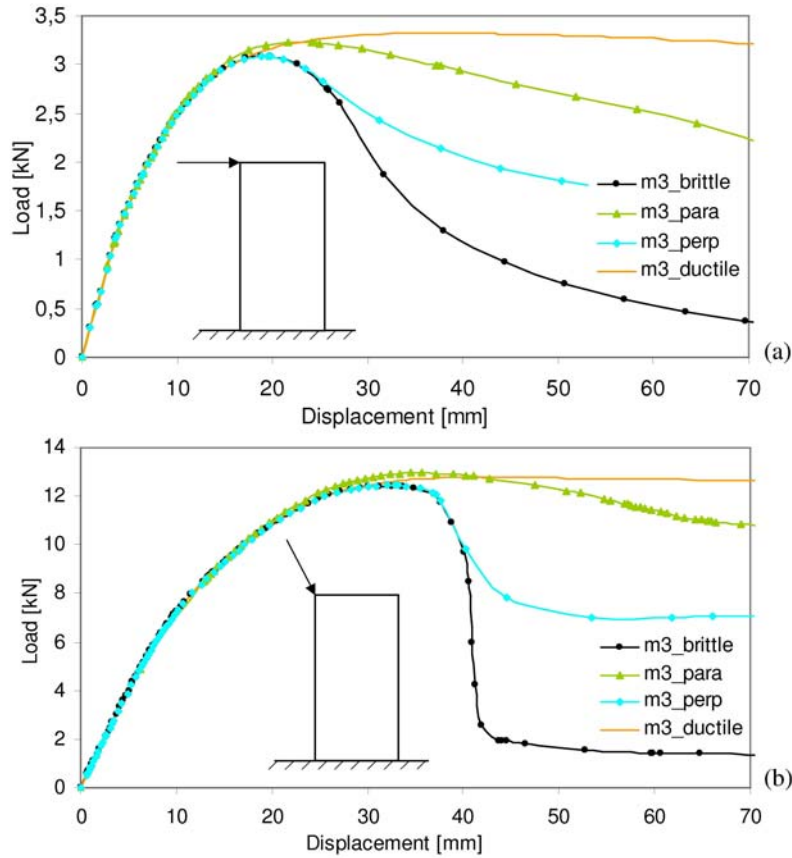 3,5
3
2,5
2
1,5
1
0,5
0
Load [kN]
m3_brittle
m3_para
m3_perp
m3_ductile
(a)
0 10 20 30 40 50 60 70
Displacement [mm]
14
12
10
8
6
4
2
0
Load [kN]
m3_brittle
m3_para
m3_perp
m3_ductile
(b)
0 10 20 30 40 50 60 70
Displacement [mm]